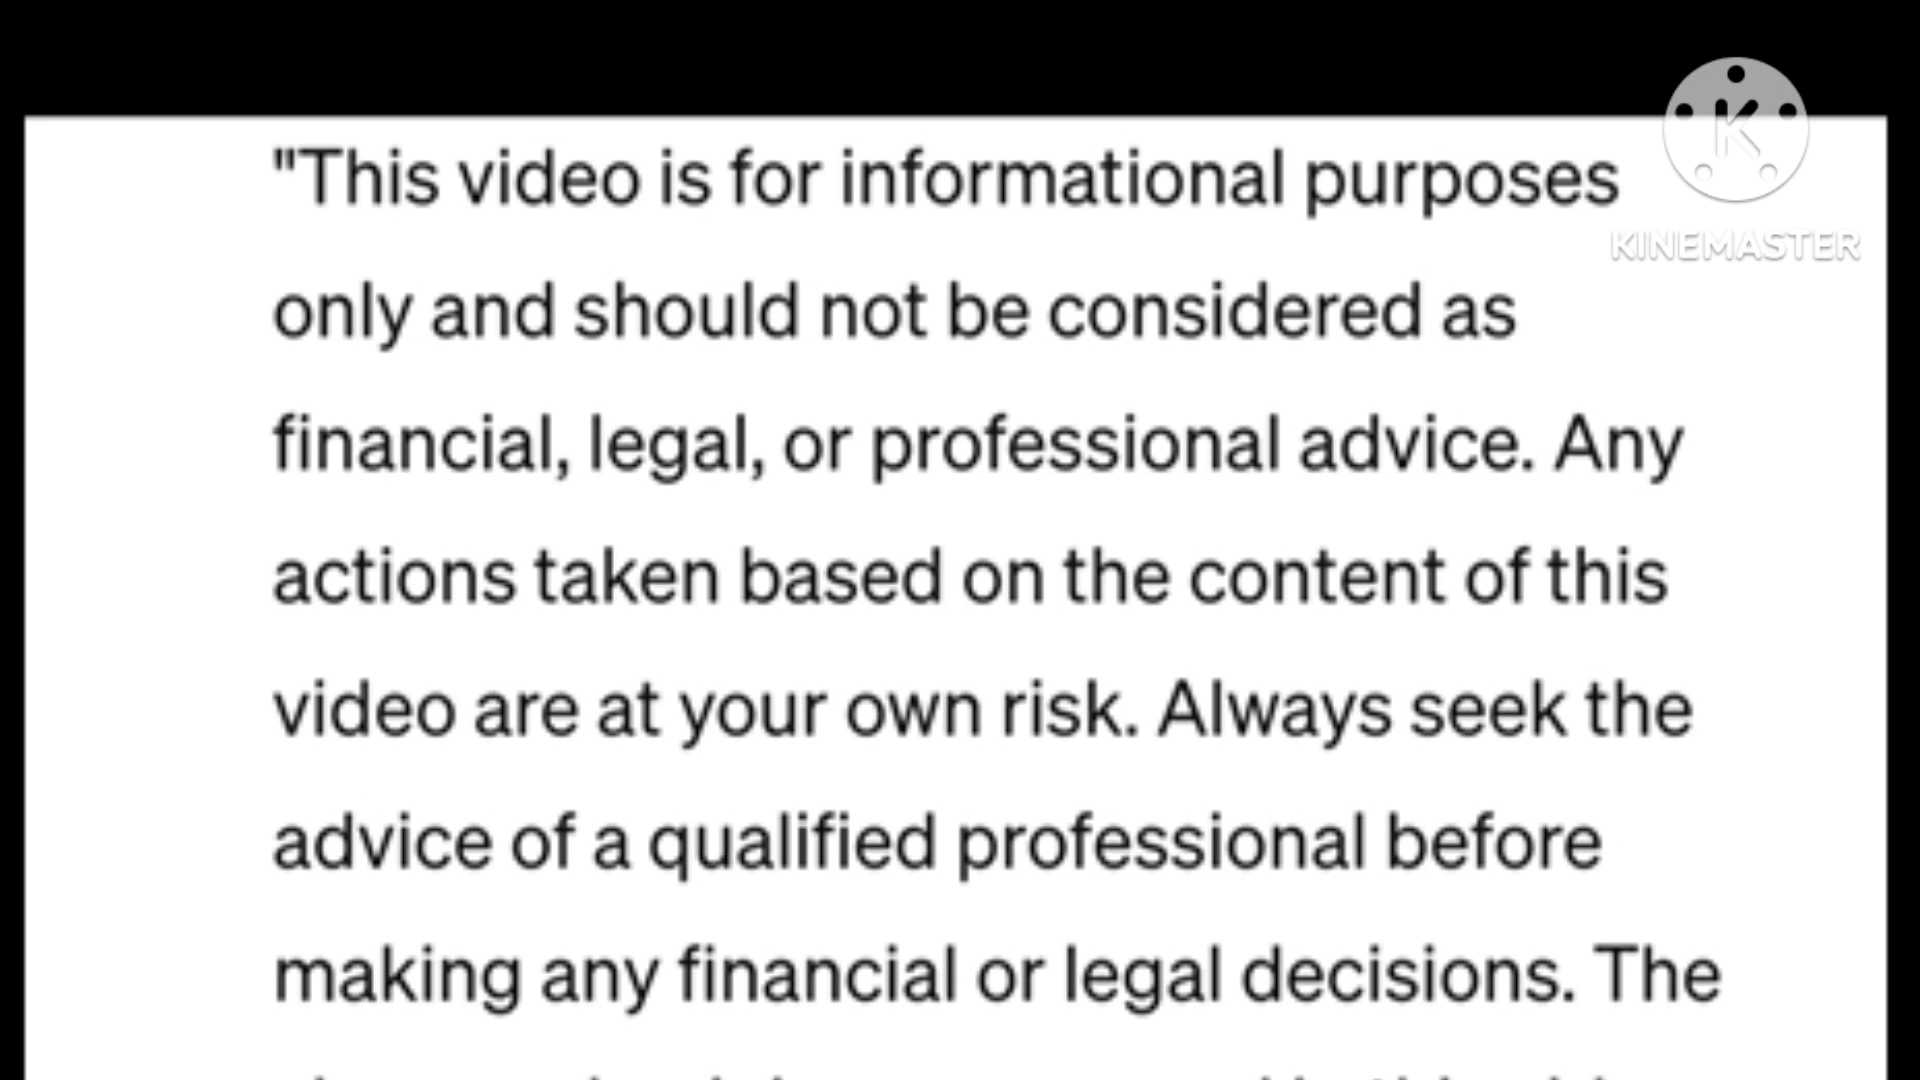 "This video is for informational purposes
only and should not be considered as
financial, legal, or professional advice. Any
actions taken based on the content of this
video are at your own risk. Always seek the
advice of a qualified professional before
making any financial or legal decisions. The
K
KINEMASTER